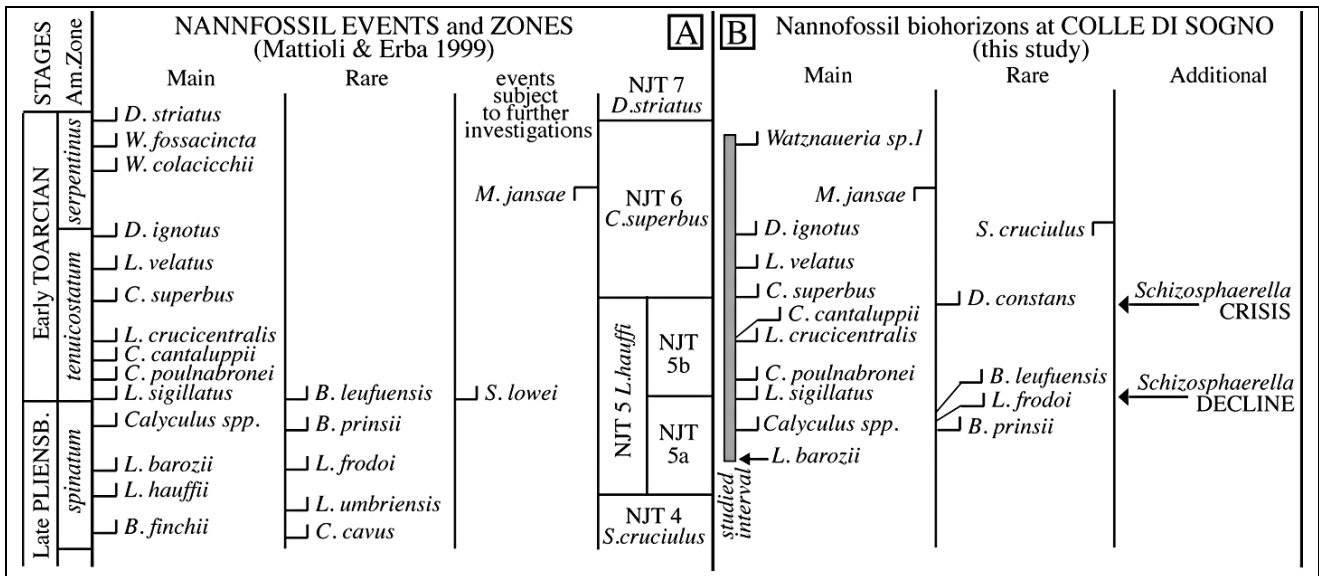 NANNFOSSIL EVENTS and ZONES
(Mattioli & Erba 1999)
A
STAGES
Am.Zone
Main
Rare
events
subject
to further
investigations
NJT 7
D.striatus
Early TOARCIAN
serpentinus
tenuicostatum
Late PLIENSB.
spinatum
D. striatus
W. fossacincta
W. colacicchii
D. ignotus
L. velatus
C. superbus
L. crucicentralis
C. cantaluppii
C. poulnabronei
L. sigillatus
Calyculus spp.
L. barozii
L. hauffii
B. finchii
B. leufuensis
B. prinsii
L. frodoi
L. umbriensis
C. cavus
M. jansae
S. lowei
NJT 6
C.superbus
NJT 5 L.hauffi
NJT
5b
NJT
5a
NJT 4
S.cruciulus
B
Nannofossil biohorizons at COLLE DI SOGNO
(this study)
Main
Rare
Additional
studied
interval
Watznaueria sp.1
M. jansae
D. ignotus
L. velatus
C. superbus
C. cantaluppii
L. crucicentralis
C. poulnabronei
L. sigillatus
Calyculus spp.
L. barozii
S. cruciulus
D. constans
B. leufuensis
L. frodoi
B. prinsii
Schizosphaerella
CRISIS
Schizosphaerella
DECLINE